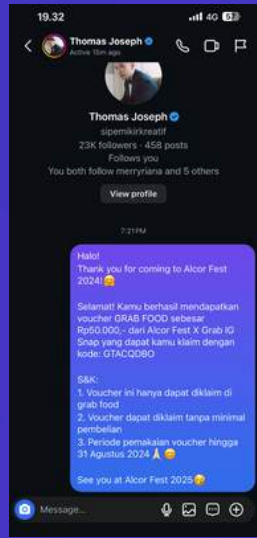 19.32
4G 52
Thomas Joseph
Active 15m ago
Thomas Joseph
sipemikirkreatif
23K followers · 458 posts
Follows you
You both follow merryriana and 5 others
View profile
7:21 PM
Halo!
Thank you for coming to Alcor Fest
2024!
Selamat! Kamu berhasil mendapatkan
voucher GRAB FOOD sebesar
Rp50.000,- dari Alcor Fest X Grab IG
Snap yang dapat kamu klaim dengan
kode: GTACQDBO
S&K:
1. Voucher ini hanya dapat diklaim di
grab food
2. Voucher dapat diklaim tanpa minimal
pembelian
3. Periode pemakaian voucher hingga
31 Agustus 2024
See you at Alcor Fest 2025
Message...